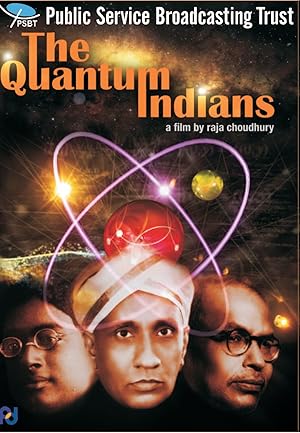 PSBT
Public Service Broadcasting Trust
The
Quantum
Indians
a film by raja choudhury